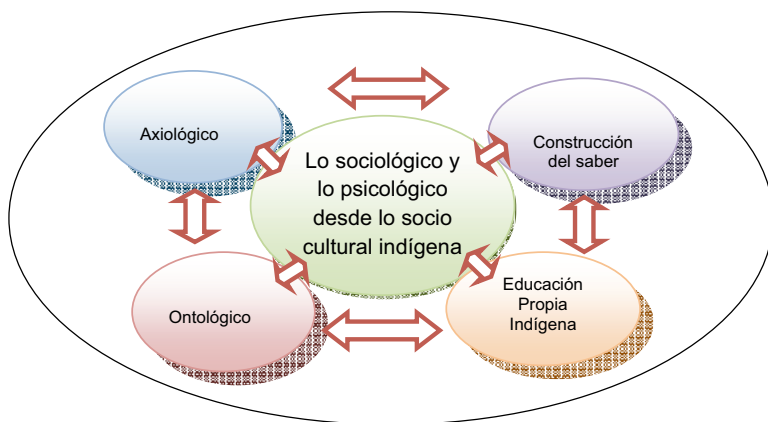 Axiológico
Construcción
del saber
Lo sociológico y
lo psicológico
desde lo socio
cultural indígena
Ontológico
Educación
Propia
Indígena